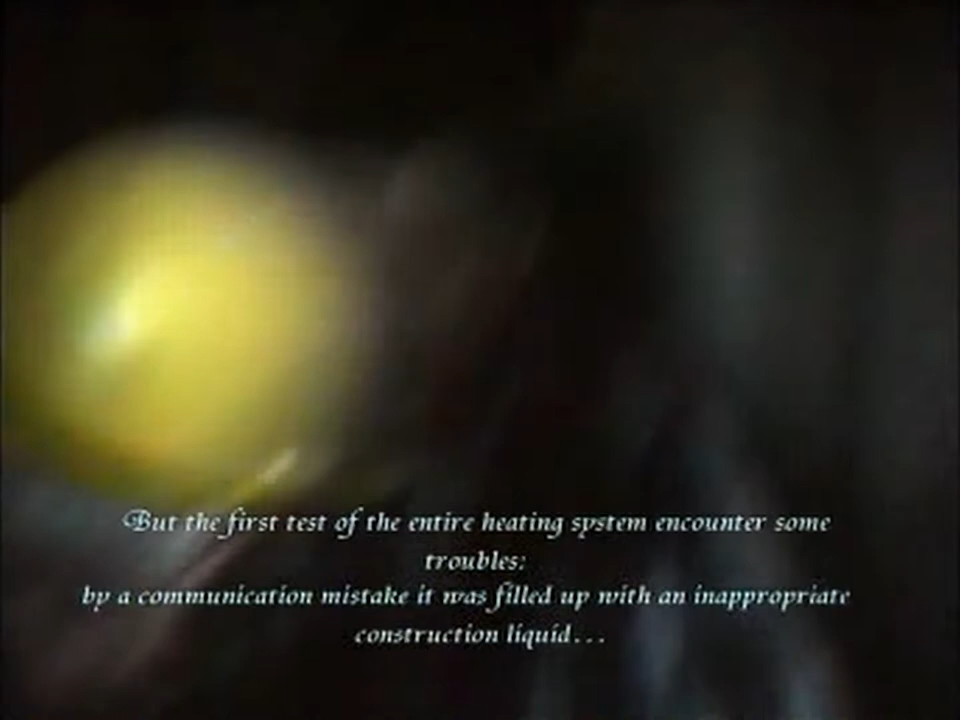 But the first test of the entire heating system encounter some
troubles:
by a communication mistake it was filled up with an inappropriate
construction liquid...